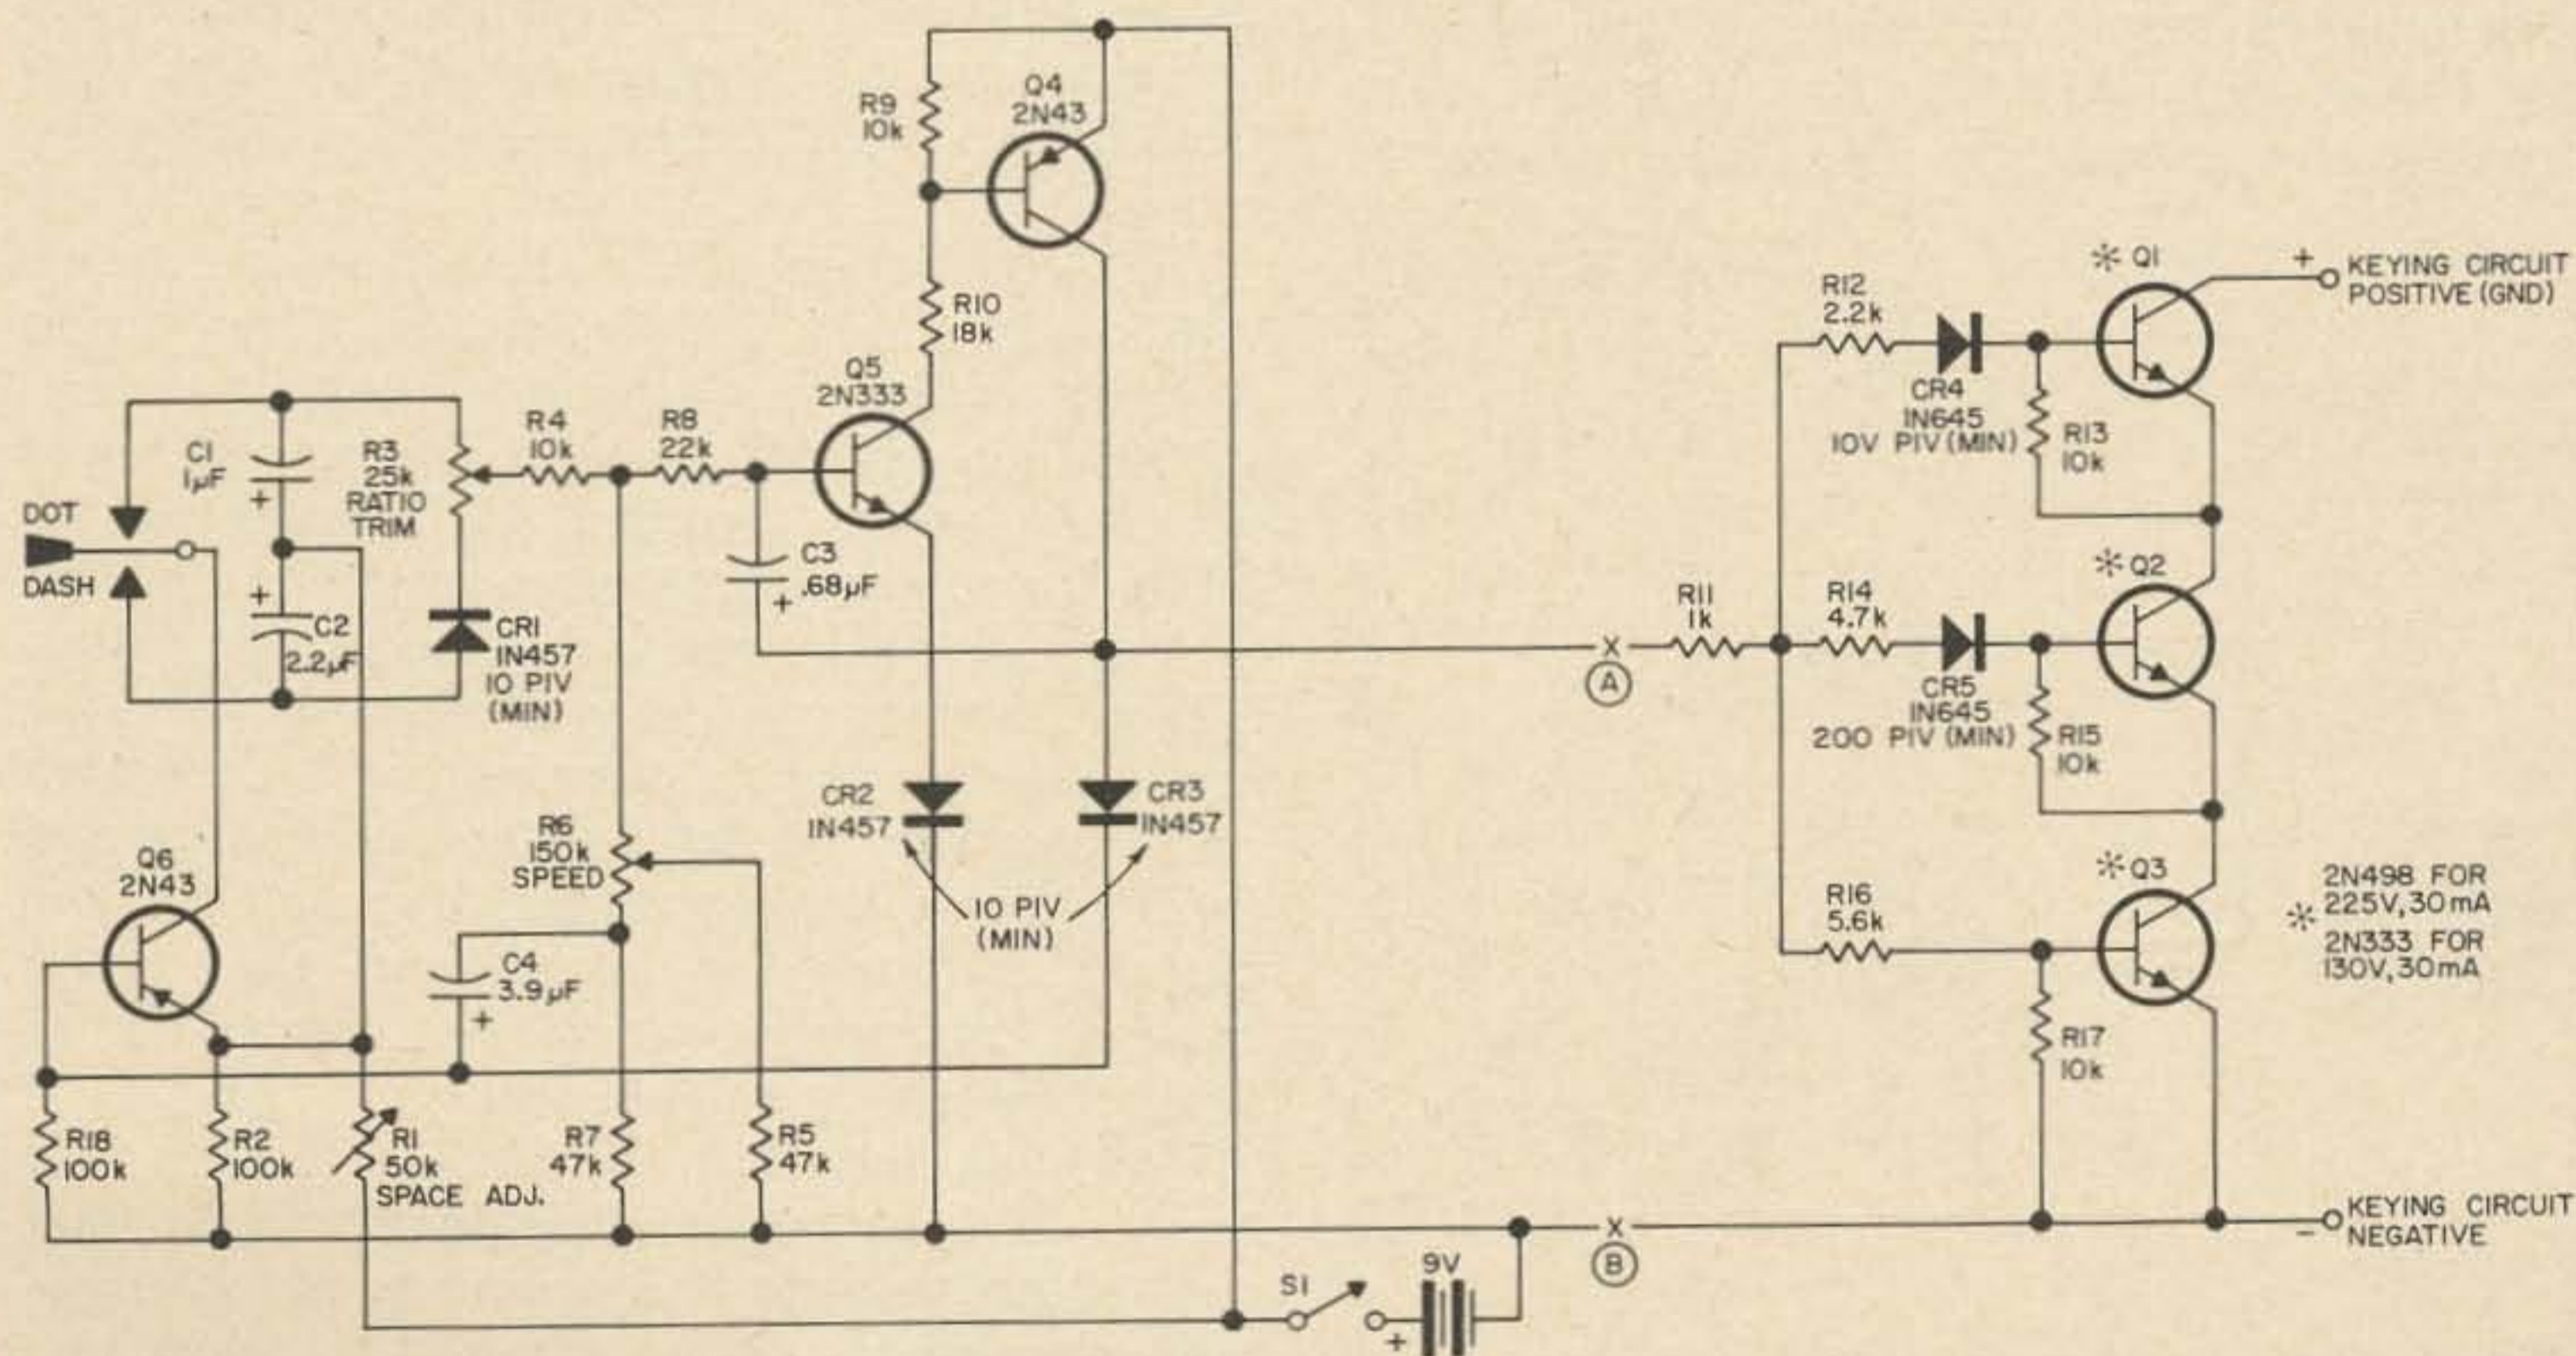 R9
10k
Q4
2N43
R10
18k
Q5
2N333
C1
1µF
+
R3
25k
RATIO
TRIM
R4
10k
R8
22k
DOT
DASH
+
C2
2.2µF
CR1
IN457
10 PIV
(MIN)
C3
.68µF
+
CR2
IN457
CR3
IN457
10 PIV
(MIN)
Q6
2N43
R6
150k
SPEED
C4
3.9µF
+
R18
100k
R2
100k
R1
50k
SPACE ADJ.
R7
47k
R5
47k
S1
+
9V
X
A
X
B
R11
1k
R12
2.2k
CR4
IN645
10V PIV (MIN)
R13
10k
* Q1
+
KEYING CIRCUIT
POSITIVE (GND)
R14
4.7k
CR5
IN645
200 PIV (MIN)
R15
10k
* Q2
R16
5.6k
R17
10k
* Q3
2N498 FOR
225V, 30mA
*
2N333 FOR
130V, 30mA
KEYING CIRCUIT
– NEGATIVE